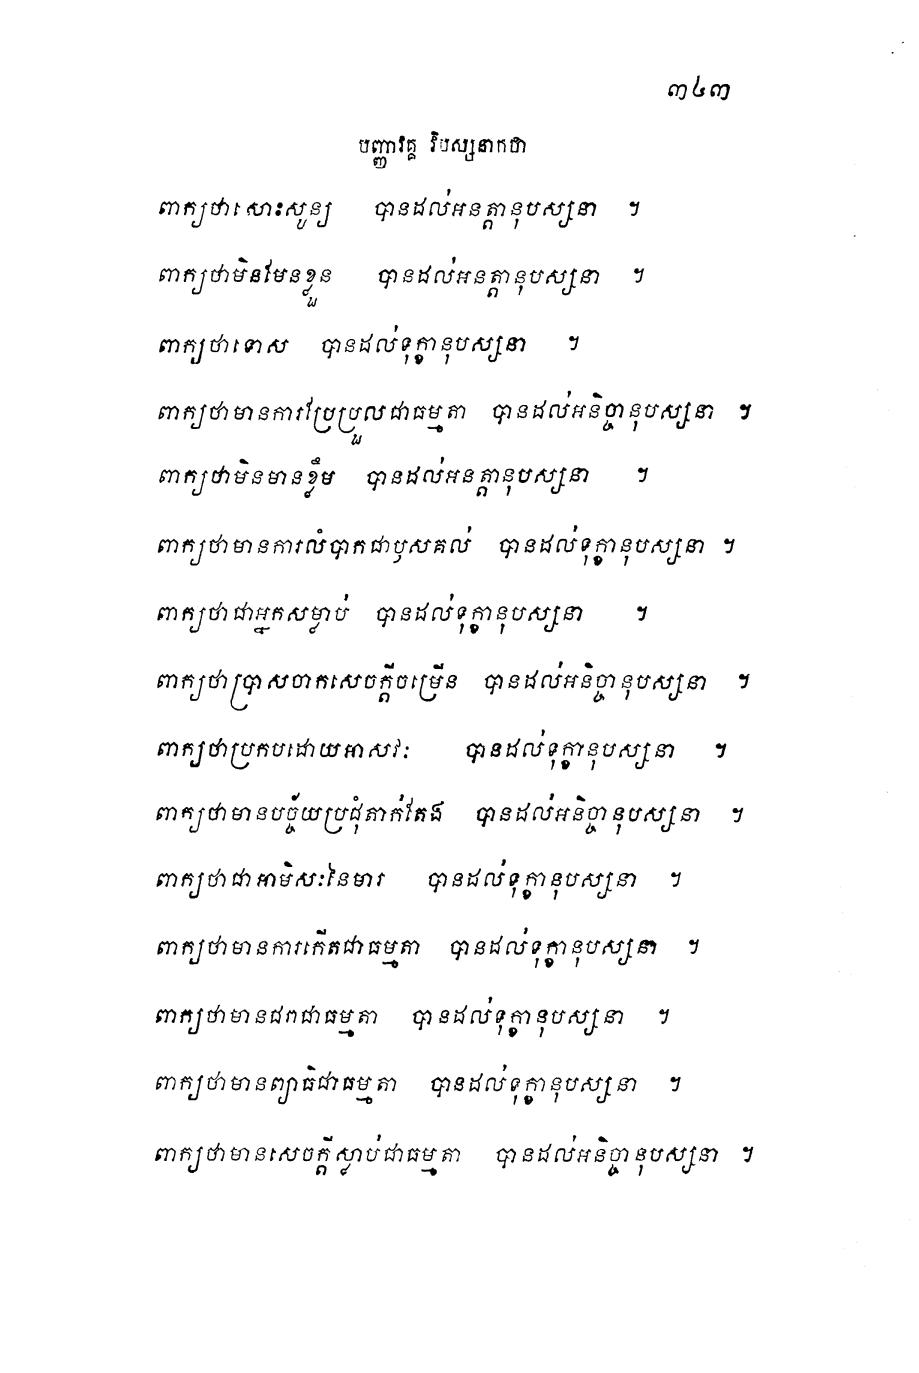 ៣៤៣
បញ្ញាវគ្គ វិបស្សនាកថា
ពាក្យថាសោះសូន្យ បានដល់អនត្តានុបស្សនា ។
ពាក្យថាមិនមែនខ្លួន បានដល់អនត្តានុបស្សនា ។
ពាក្យថាទោស បានដល់ទុក្ខានុបស្សនា ។
ពាក្យថាមានការប្រែប្រួលជាធម្មតា បានដល់អនិច្ចានុបស្សនា ។
ពាក្យថាមិនមានខ្លឹម បានដល់អនត្តានុបស្សនា ។
ពាក្យថាមានការលំបាកជាឫសគល់ បានដល់ទុក្ខានុបស្សនា ។
ពាក្យថាជាអ្នកសម្លាប់ បានដល់ទុក្ខានុបស្សនា ។
ពាក្យថាប្រាសចាកសេចក្តីចម្រើន បានដល់អនិច្ចានុបស្សនា ។
ពាក្យថាប្រកបដោយអាសវៈ បានដល់ទុក្ខានុបស្សនា ។
ពាក្យថាមានបច្ច័យប្រជុំតាក់តែង បានដល់អនិច្ចានុបស្សនា ។
ពាក្យថាជាអាមិសៈនៃមារ បានដល់ទុក្ខានុបស្សនា ។
ពាក្យថាមានការកើតជាធម្មតា បានដល់ទុក្ខានុបស្សនា ។
ពាក្យថាមានជរាជាធម្មតា បានដល់ទុក្ខានុបស្សនា ។
ពាក្យថាមានព្យាធិជាធម្មតា បានដល់ទុក្ខានុបស្សនា ។
ពាក្យថាមានសេចក្តីស្លាប់ជាធម្មតា បានដល់អនិច្ចានុបស្សនា ។